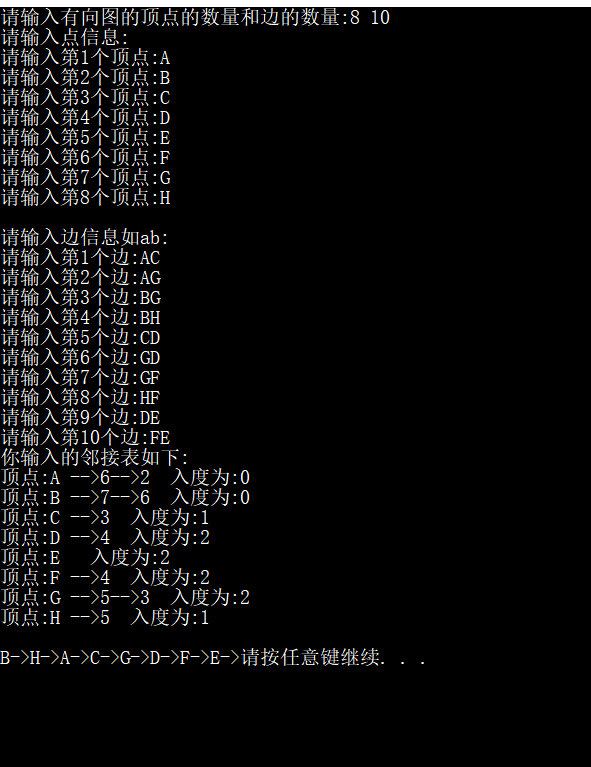 请输入有向图的顶点的数量和边的数量:8 10
请输入点信息:
请输入第1个顶点:A
请输入第2个顶点:B
请输入第3个顶点:C
请输入第4个顶点:D
请输入第5个顶点:E
请输入第6个顶点:F
请输入第7个顶点:G
请输入第8个顶点:H
请输入边信息如ab:
请输入第1个边:AC
请输入第2个边:AG
请输入第3个边:BG
请输入第4个边:BH
请输入第5个边:CD
请输入第6个边:GD
请输入第7个边:GF
请输入第8个边:HF
请输入第9个边:DE
请输入第10个边:FE
你输入的邻接表如下:
顶点:A -->6-->2  入度为:0
顶点:B -->7-->6  入度为:0
顶点:C -->3  入度为:1
顶点:D -->4  入度为:2
顶点:E   入度为:2
顶点:F -->4  入度为:2
顶点:G -->5-->3  入度为:2
顶点:H -->5  入度为:1
B->H->A->C->G->D->F->E->请按任意键继续. . .